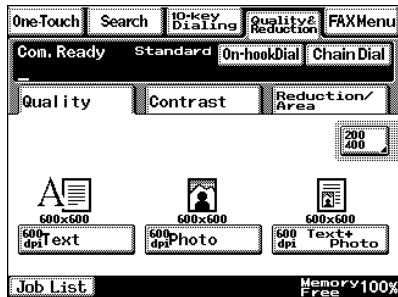 One-Touch Search 10-key Dialing Quality& Reduction FAX Menu
Com. Ready Standard On-hookDial Chain Dial
Quality Contrast Reduction/ Area
200
400
600x600 600x600 600x600
600 dpi Text 600 dpi Photo 600 dpi Text+ Photo
Job List Memory Free 100%